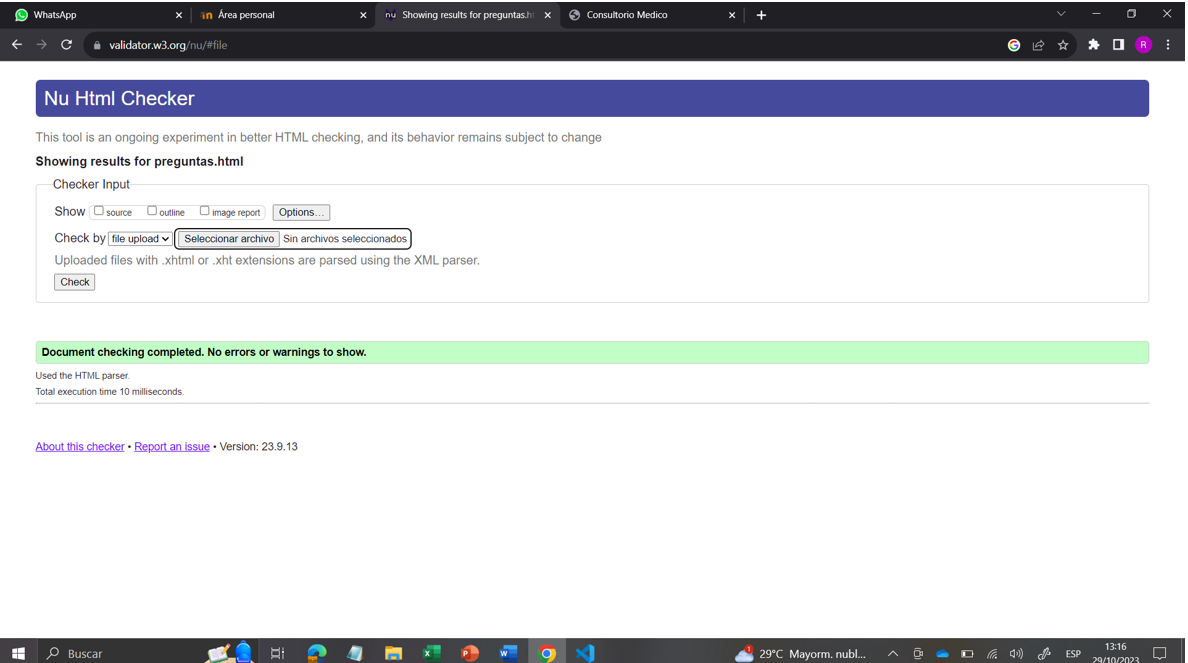 WhatsApp
Área personal
Showing results for preguntas.h
Consultorio Medico
validator.w3.org/nu/#file
R
Nu Html Checker
This tool is an ongoing experiment in better HTML checking, and its behavior remains subject to change
Showing results for preguntas.html
Checker Input
Show source outline image report Options...
Check by file upload Seleccionar archivo Sin archivos seleccionados
Uploaded files with .xhtml or .xht extensions are parsed using the XML parser.
Check
Document checking completed. No errors or warnings to show.
Used the HTML parser.
Total execution time 10 milliseconds.
About this checker • Report an issue • Version: 23.9.13
Buscar
29°C Mayorm. nubl...
ESP
13:16
29/10/2023